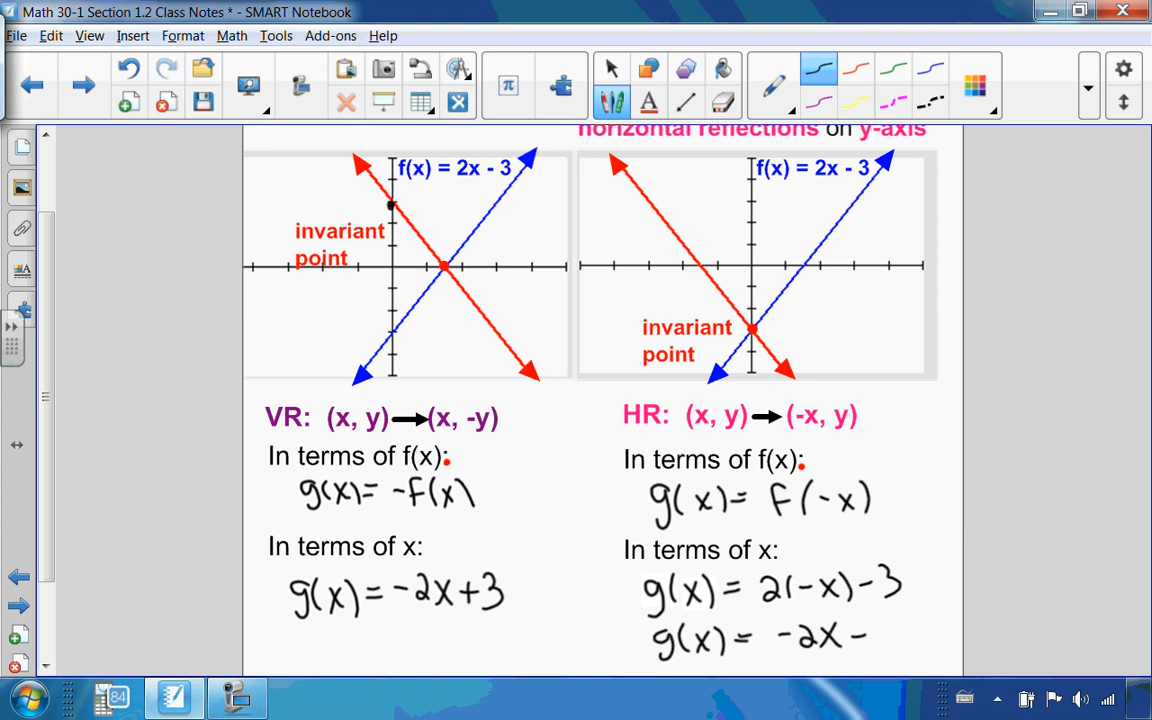 Math 30-1 Section 1.2 Class Notes * - SMART Notebook
File Edit View Insert Format Math Tools Add-ons Help
π
A
horizontal reflections on y-axis
f(x) = 2x - 3
invariant
point
f(x) = 2x - 3
invariant
point
VR: (x, y) → (x, -y)
In terms of f(x):
g(x) = -f(x)
In terms of x:
g(x) = -2x+3
HR: (x, y) → (-x, y)
In terms of f(x):
g(x) = f(-x)
In terms of x:
g(x) = 2(-x) - 3
g(x) = -2x -
84